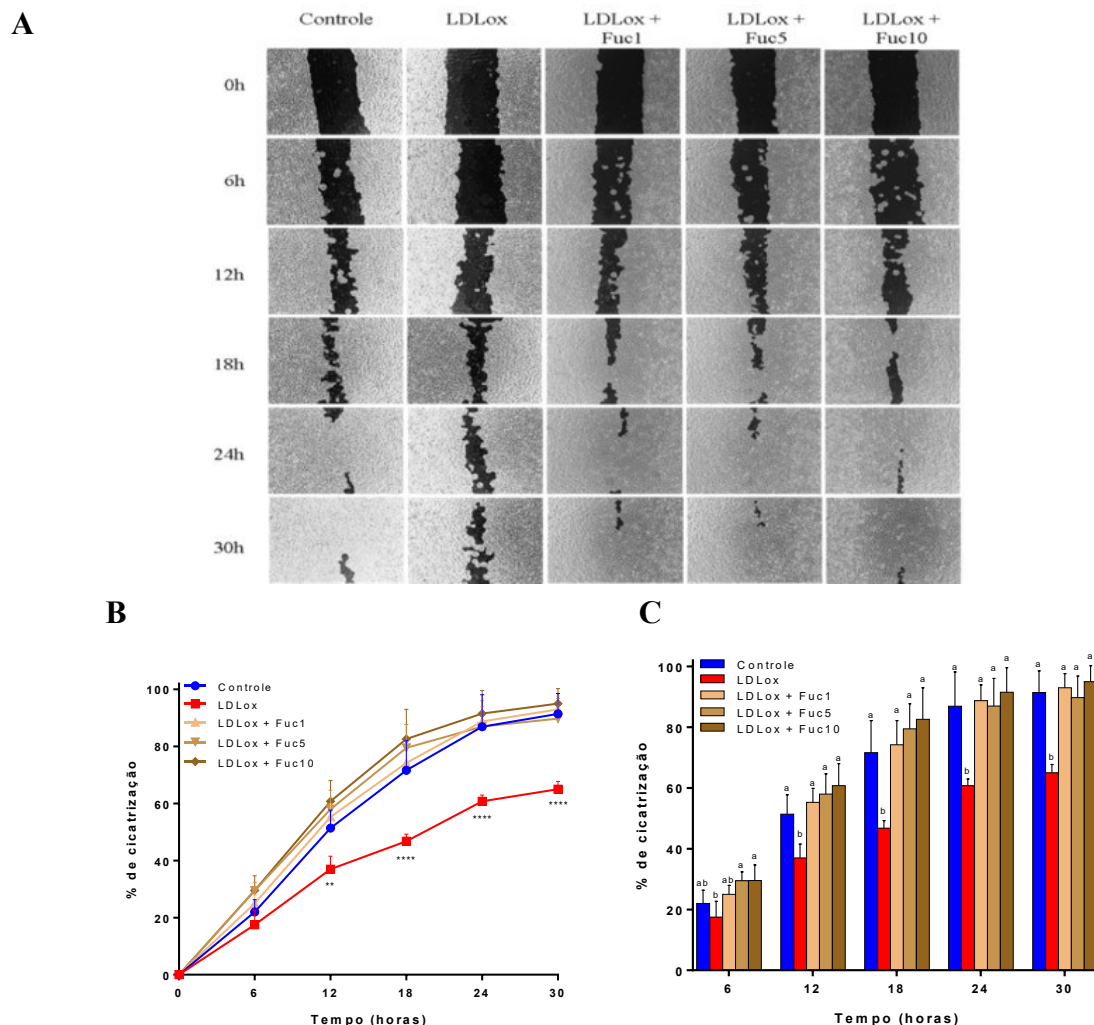 A
Controle
LDLox
LDLox + Fuc1
LDLox + Fuc5
LDLox + Fuc10
0h
6h
12h
18h
24h
30h
B
Controle
LDLox
LDLox + Fuc1
LDLox + Fuc5
LDLox + Fuc10
% de cicatrização
100
80
60
40
20
0
**
****
****
****
0 6 12 18 24 30
Tempo (horas)
C
Controle
LDLox
LDLox + Fuc1
LDLox + Fuc5
LDLox + Fuc10
% de cicatrização
100
80
60
40
20
0
ab b ab a a
a b a a a
a b a a a
a b a a a
a b a a a
6 12 18 24 30
Tempo (horas)